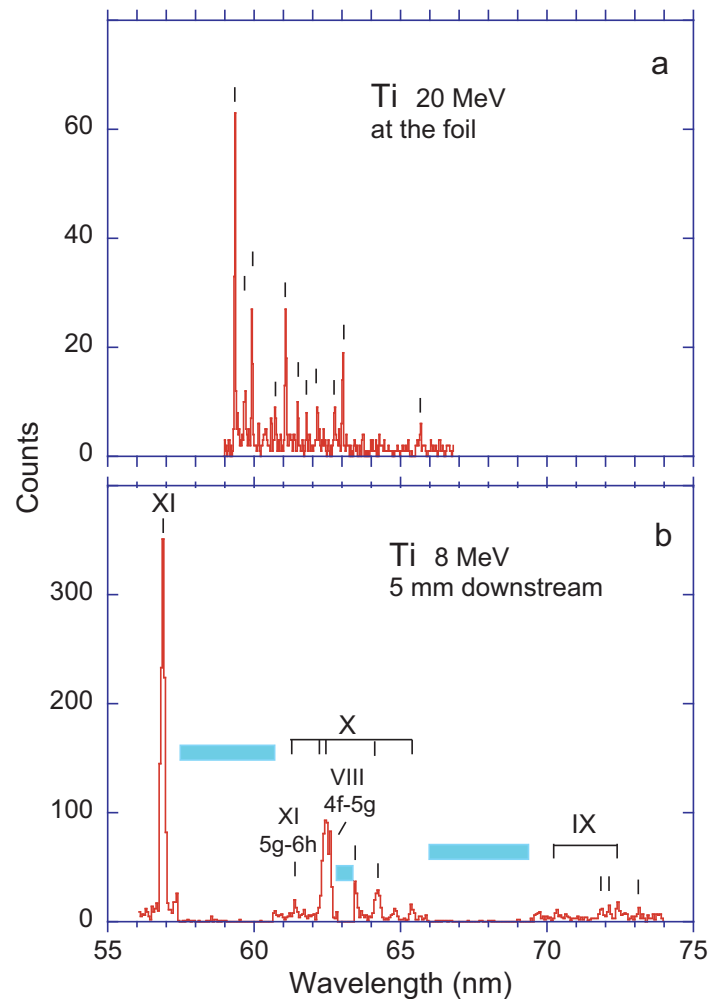 a
Ti 20 MeV
at the foil
60
40
20
0
Counts
b
XI
Ti 8 MeV
5 mm downstream
300
200
100
0
X
VIII
4f-5g
XI
5g-6h
IX
55 60 65 70 75
Wavelength (nm)